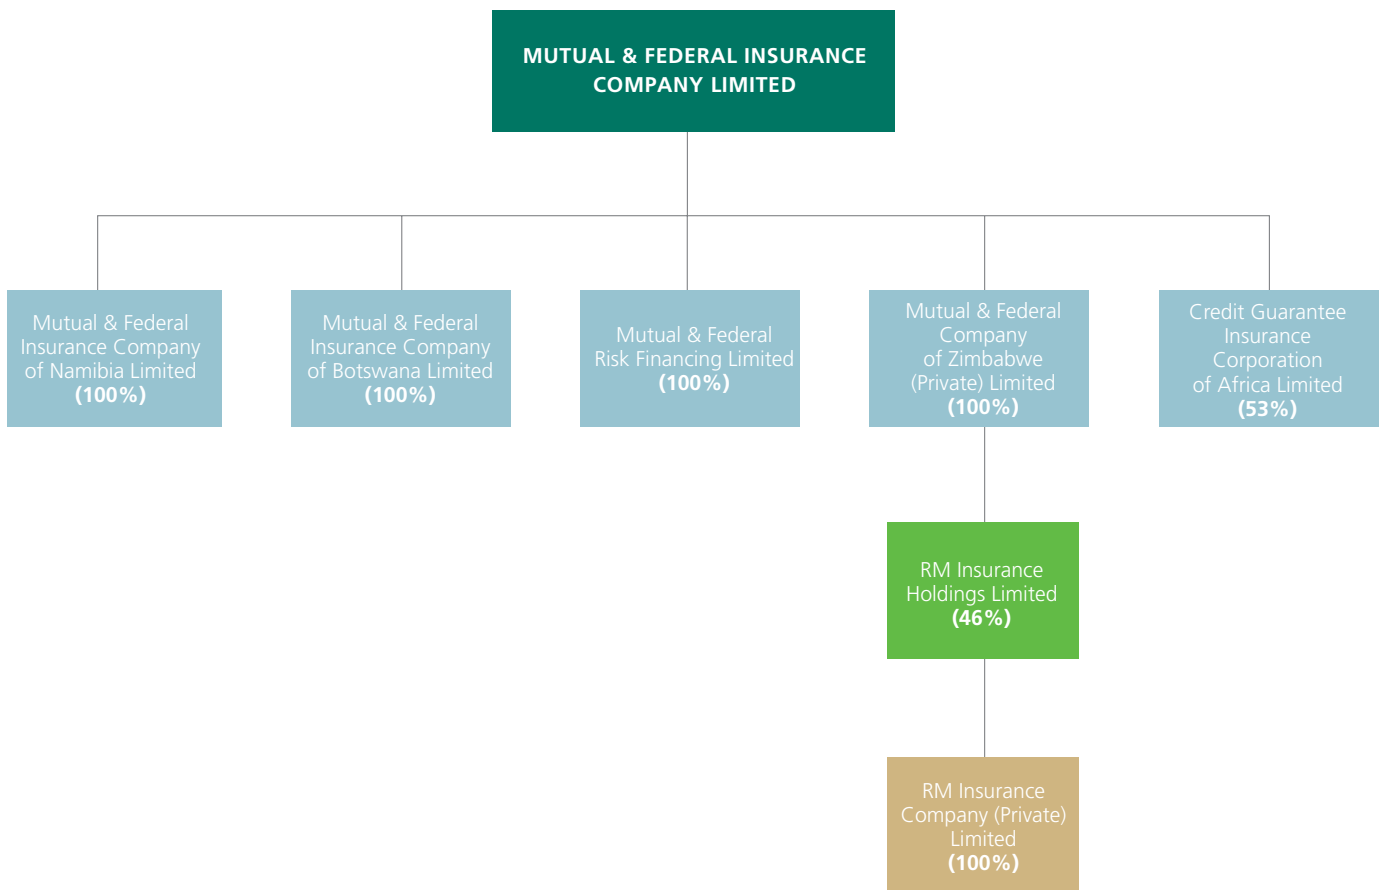 MUTUAL & FEDERAL INSURANCE
COMPANY LIMITED
Mutual & Federal
Insurance Company
of Namibia Limited
(100%)
Mutual & Federal
Insurance Company
of Botswana Limited
(100%)
Mutual & Federal
Risk Financing Limited
(100%)
Mutual & Federal
Company
of Zimbabwe
(Private) Limited
(100%)
Credit Guarantee
Insurance
Corporation
of Africa Limited
(53%)
RM Insurance
Holdings Limited
(46%)
RM Insurance
Company (Private)
Limited
(100%)